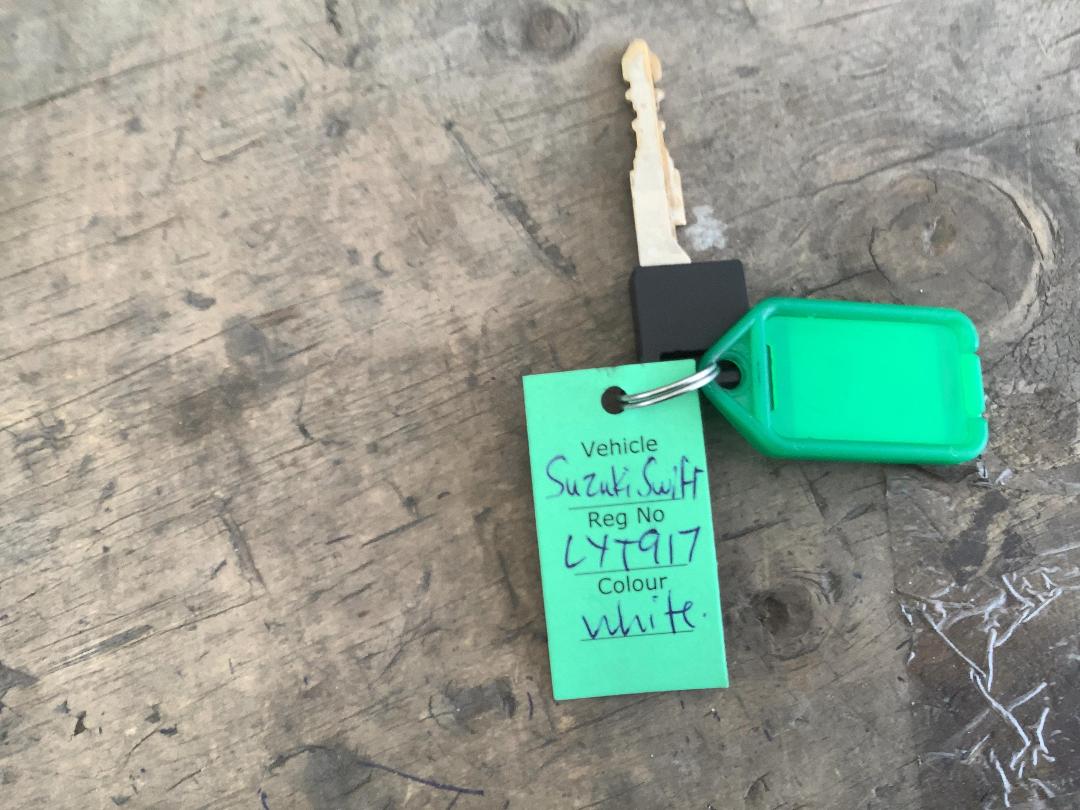 Vehicle
Suzuki Swift
Reg No
LYT917
Colour
white.